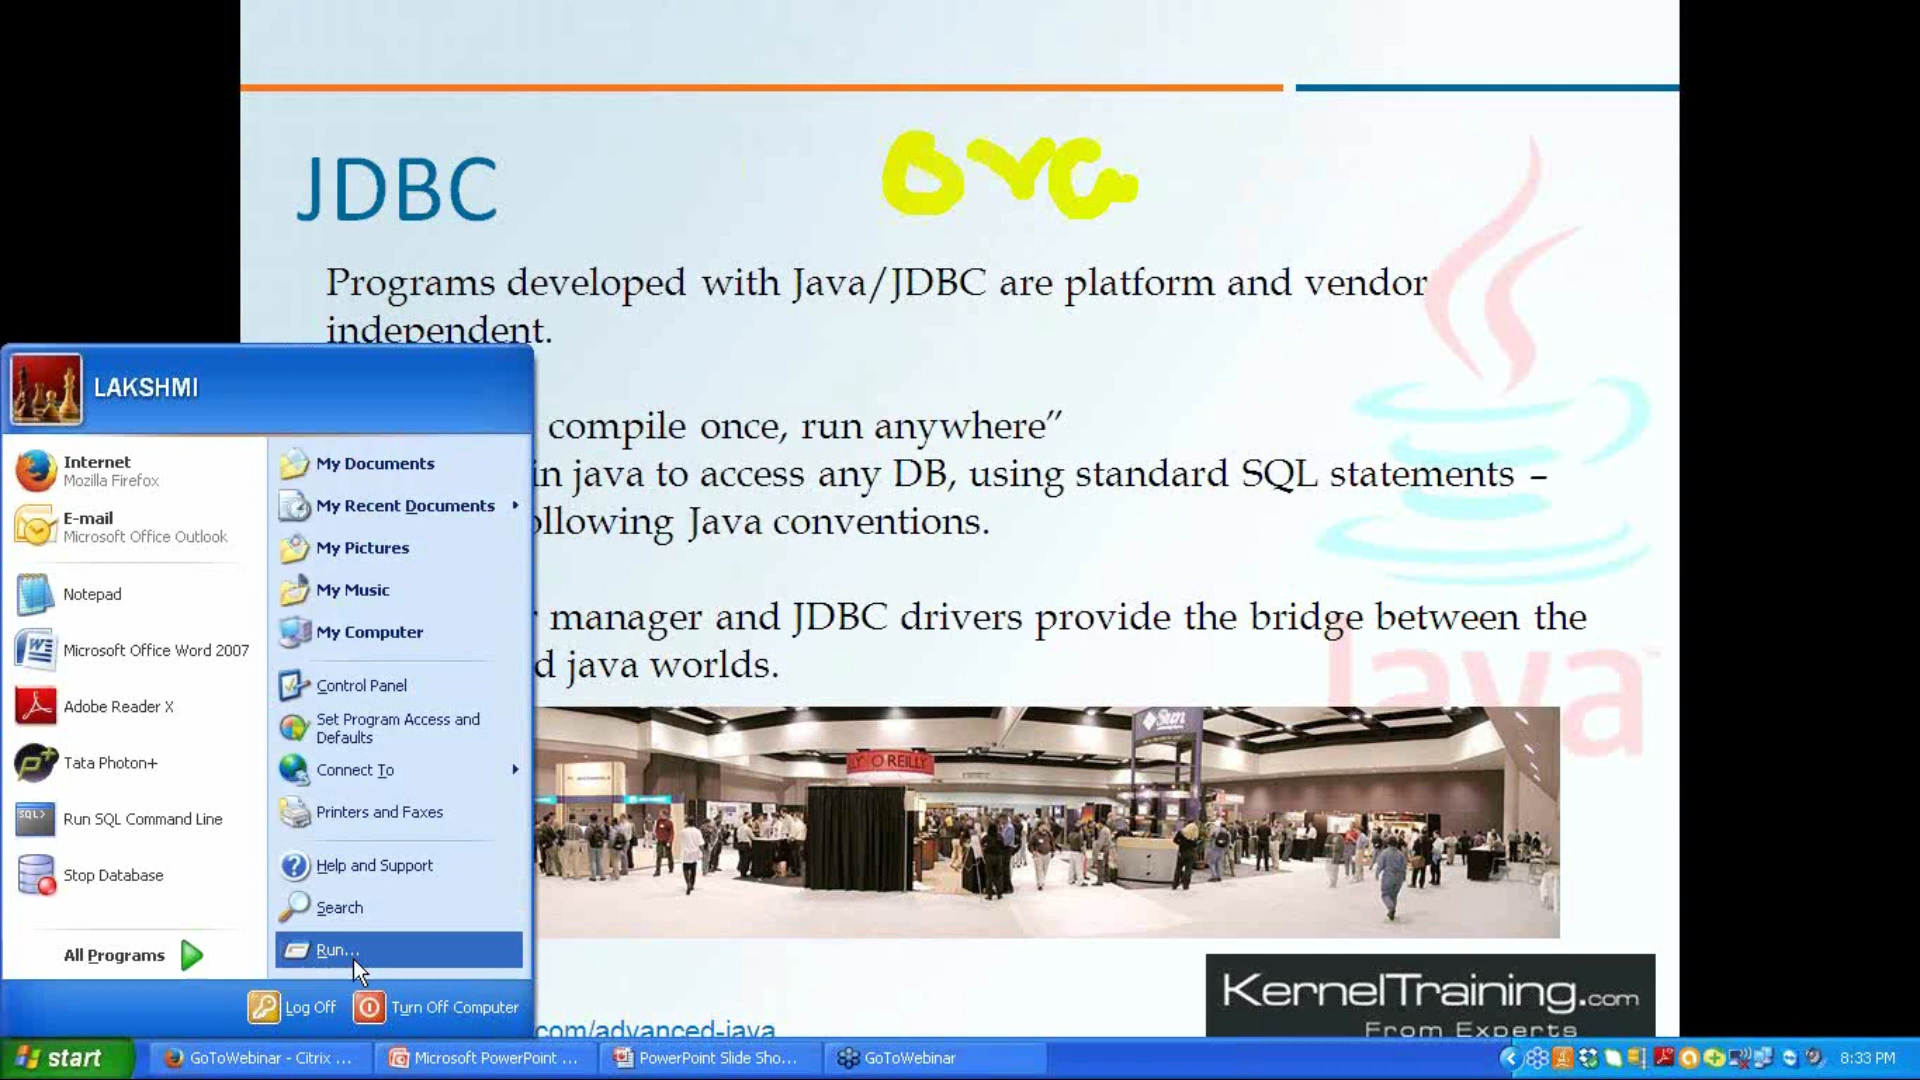 JDBC
ora
Programs developed with Java/JDBC are platform and vendor
independent.
compile once, run anywhere”
in java to access any DB, using standard SQL statements –
ollowing Java conventions.
manager and JDBC drivers provide the bridge between the
d java worlds.
Java
Sun
O'REILLY
KernelTraining.com
From Experts
com/advanced-java
LAKSHMI
Internet
Mozilla Firefox
E-mail
Microsoft Office Outlook
Notepad
Microsoft Office Word 2007
Adobe Reader X
Tata Photon+
Run SQL Command Line
Stop Database
All Programs
My Documents
My Recent Documents
My Pictures
My Music
My Computer
Control Panel
Set Program Access and
Defaults
Connect To
Printers and Faxes
Help and Support
Search
Run...
Log Off
Turn Off Computer
start
GoToWebinar - Citrix ...
Microsoft PowerPoint ...
PowerPoint Slide Sho...
GoToWebinar
8:33 PM